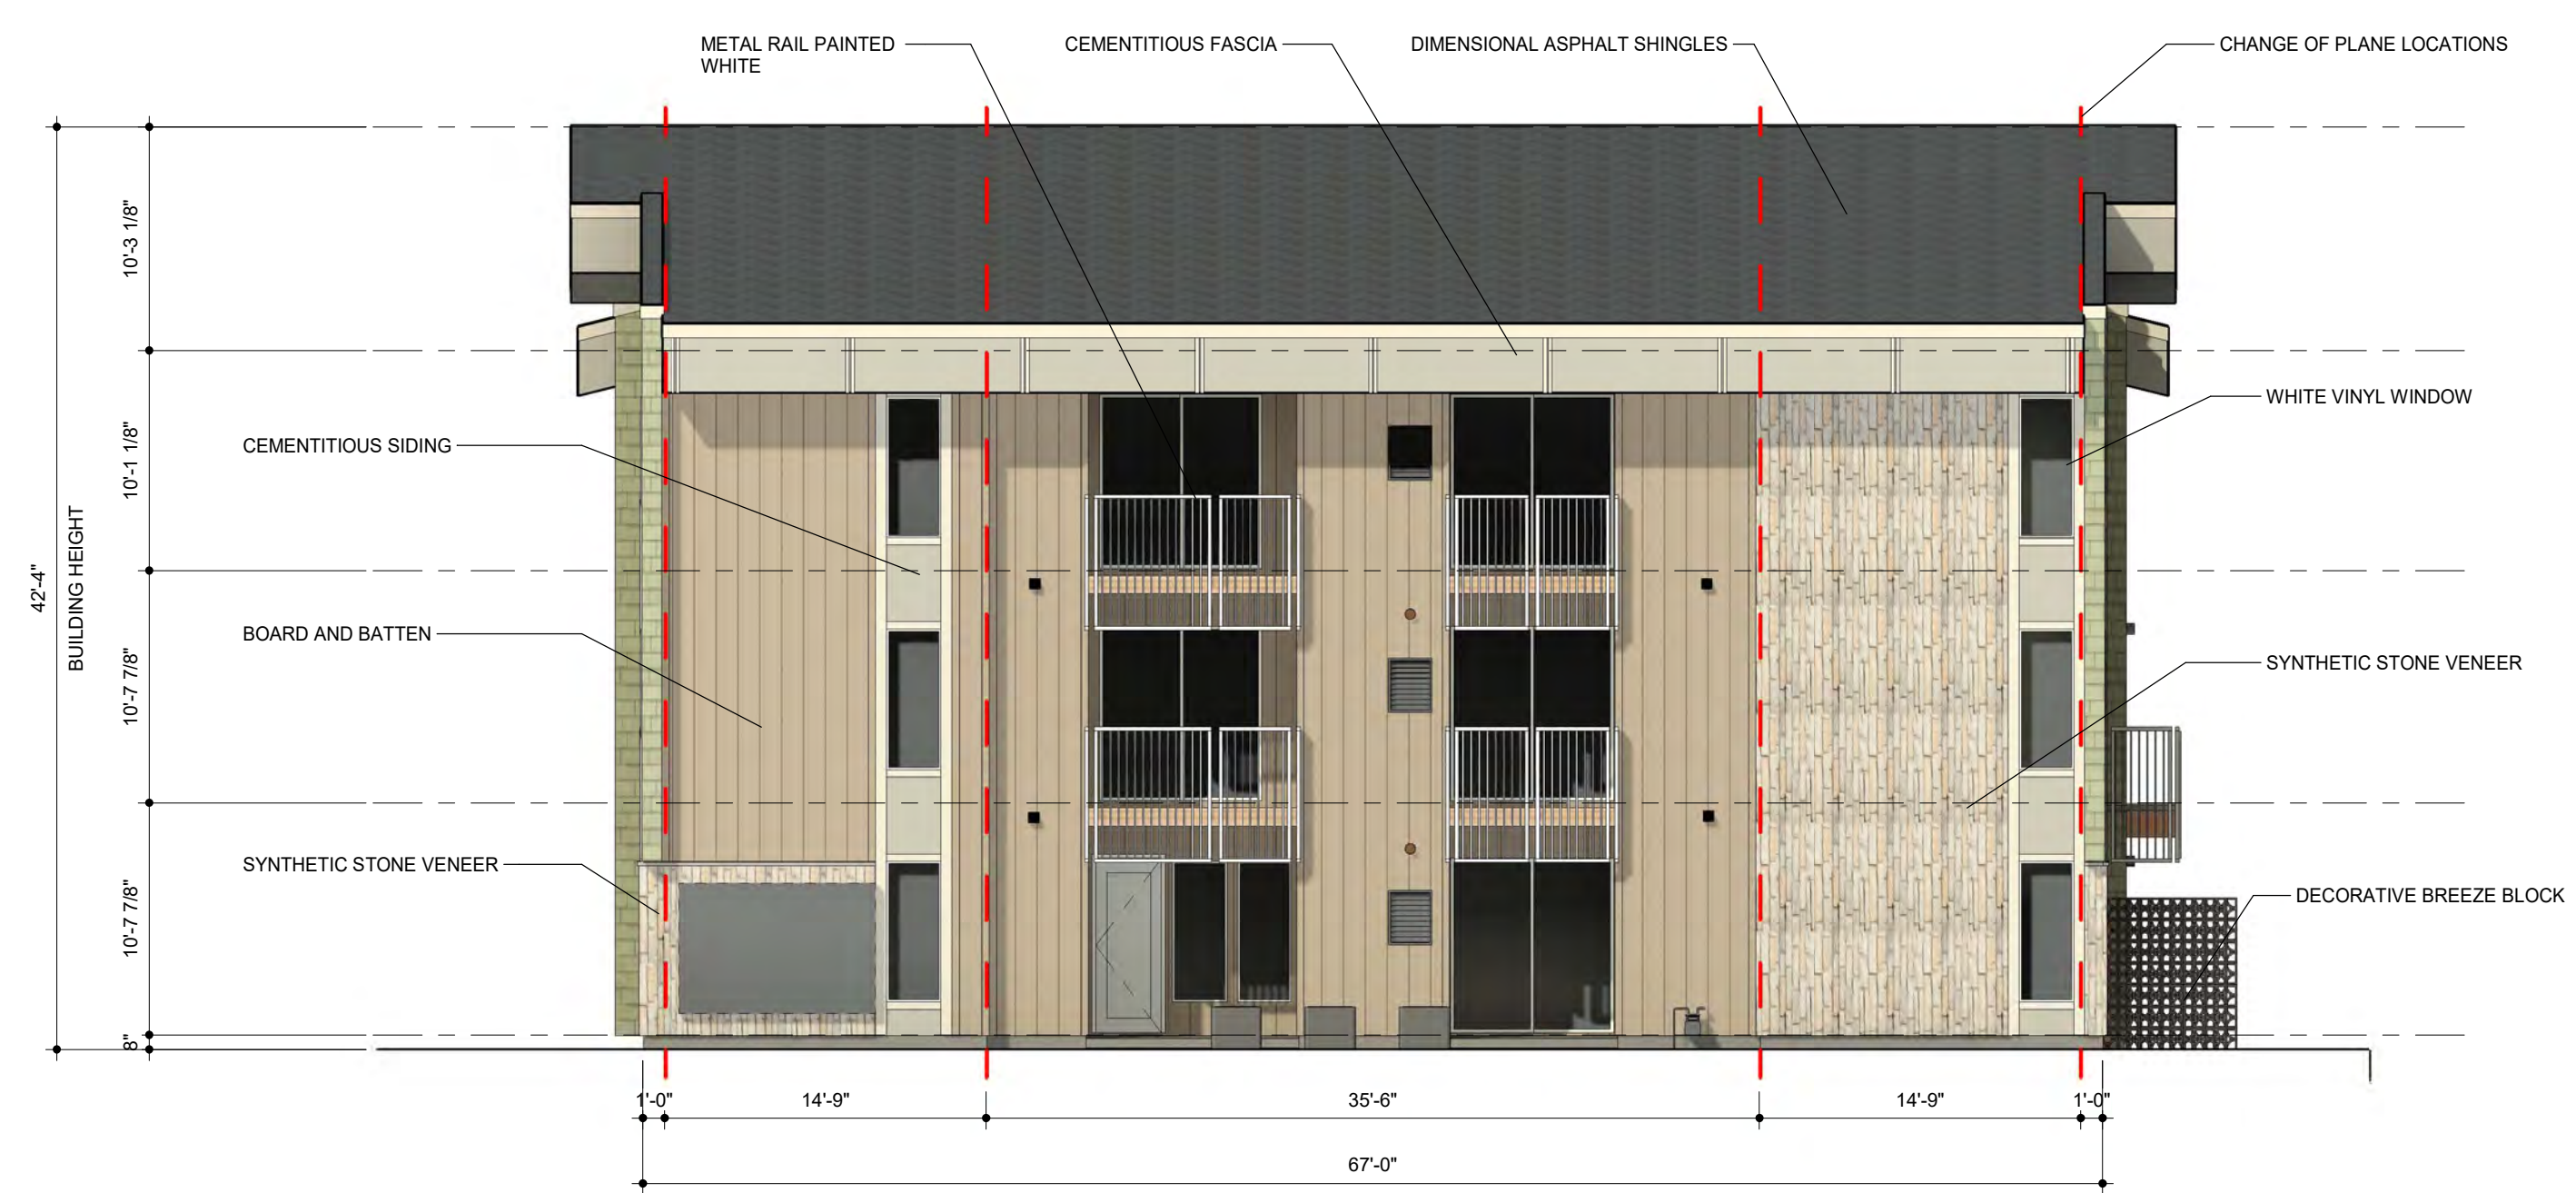 METAL RAIL PAINTED
WHITE
CEMENTITIOUS FASCIA
DIMENSIONAL ASPHALT SHINGLES
CHANGE OF PLANE LOCATIONS
10'-3 1/8"
WHITE VINYL WINDOW
CEMENTITIOUS SIDING
10'-1 1/8"
42'-4"
BUILDING HEIGHT
BOARD AND BATTEN
10'-7 7/8"
SYNTHETIC STONE VENEER
SYNTHETIC STONE VENEER
10'-7 7/8"
DECORATIVE BREEZE BLOCK
8"
1'-0"
14'-9"
35'-6"
14'-9"
1'-0"
67'-0"